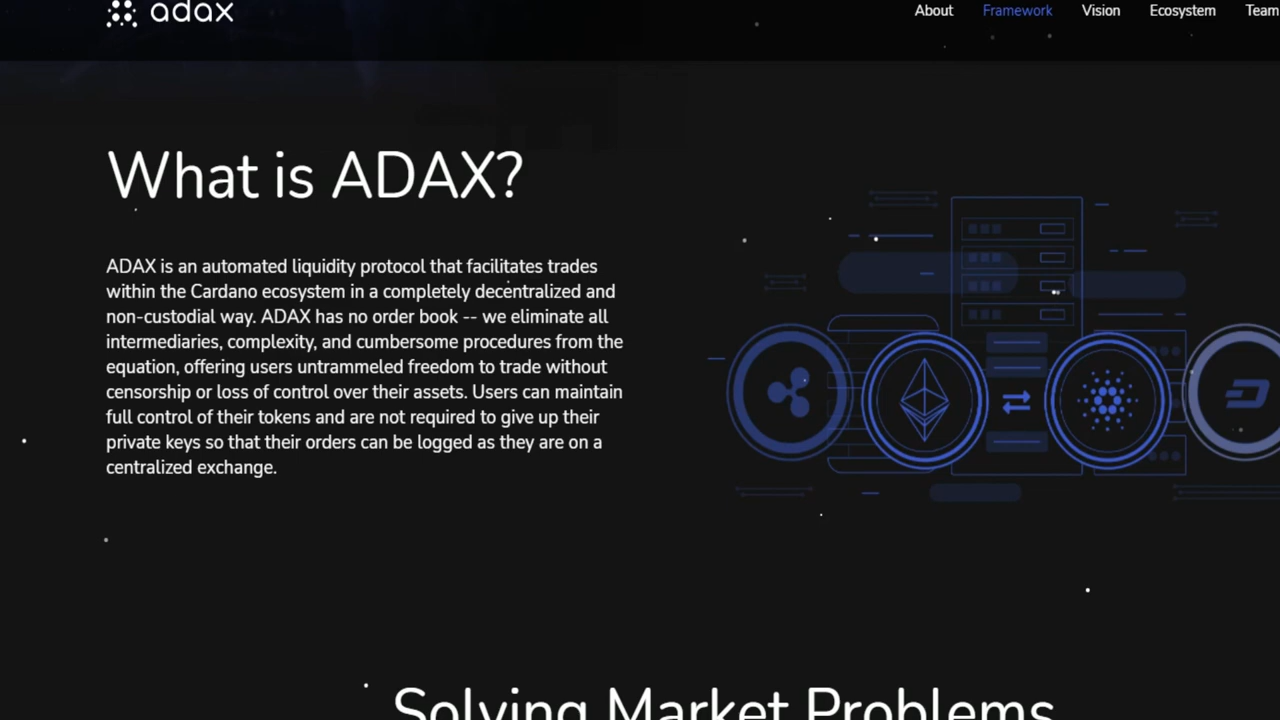 adax
About Framework Vision Ecosystem Team
What is ADAX?
ADAX is an automated liquidity protocol that facilitates trades
within the Cardano ecosystem in a completely decentralized and
non-custodial way. ADAX has no order book -- we eliminate all
intermediaries, complexity, and cumbersome procedures from the
equation, offering users untrammeled freedom to trade without
censorship or loss of control over their assets. Users can maintain
full control of their tokens and are not required to give up their
private keys so that their orders can be logged as they are on a
centralized exchange.
Solving Market Problems